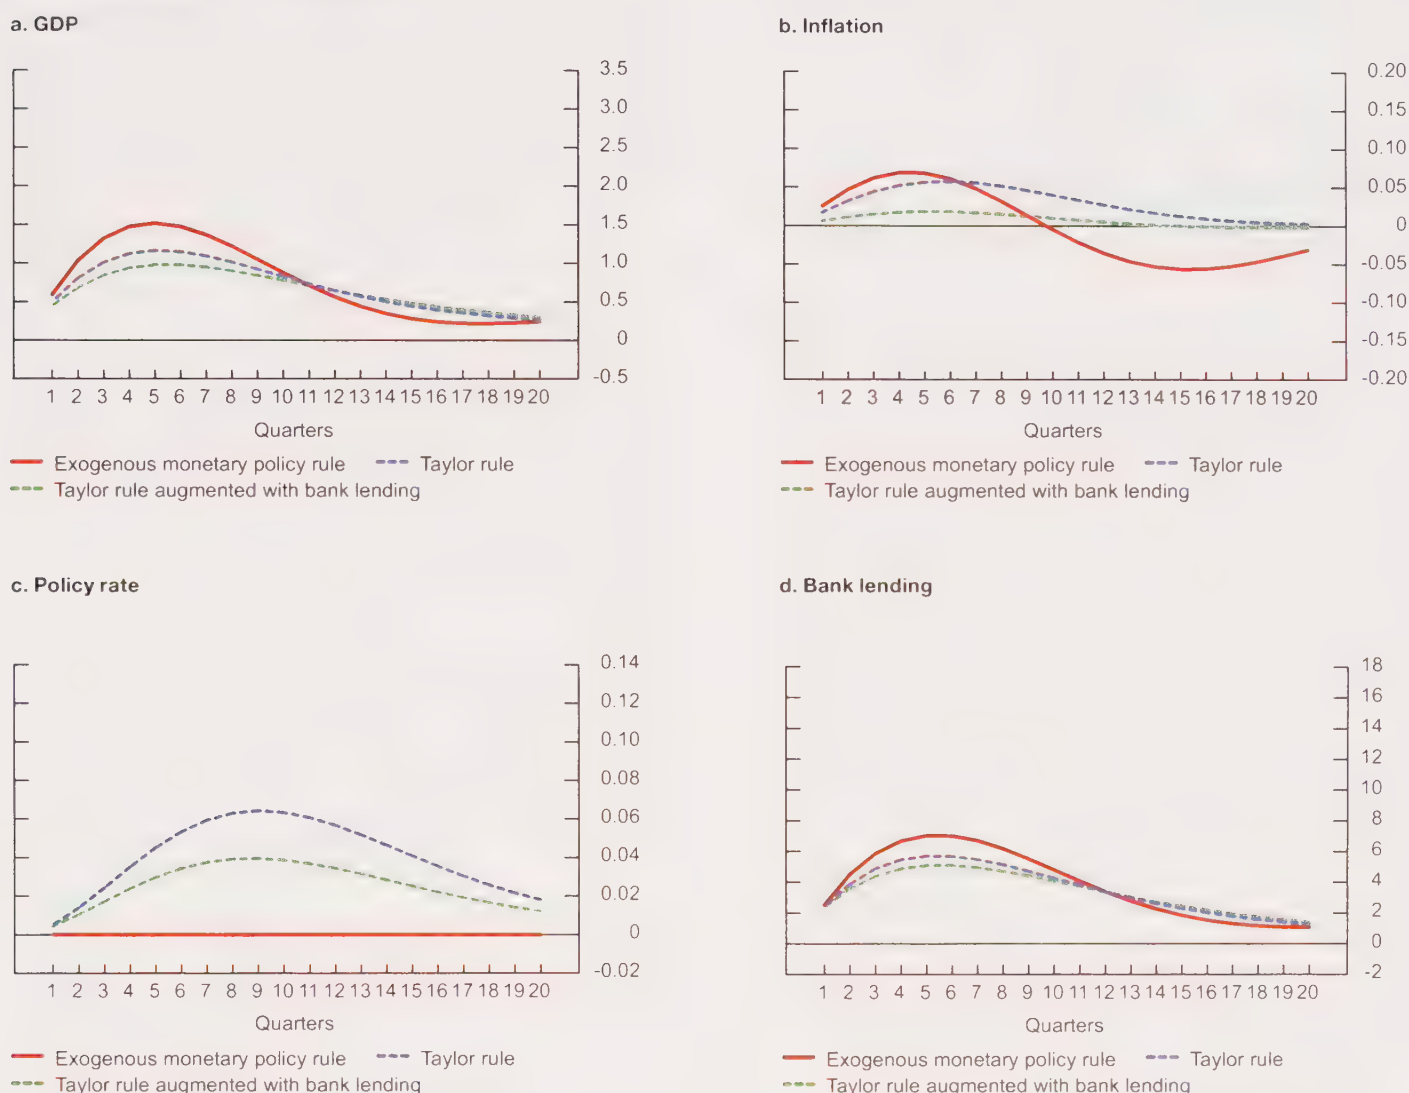 a. GDP
3.5
3.0
2.5
2.0
1.5
1.0
0.5
0
-0.5
1 2 3 4 5 6 7 8 9 10 11 12 13 14 15 16 17 18 19 20
Quarters
Exogenous monetary policy rule Taylor rule
Taylor rule augmented with bank lending
b. Inflation
0.20
0.15
0.10
0.05
0
-0.05
-0.10
-0.15
-0.20
1 2 3 4 5 6 7 8 9 10 11 12 13 14 15 16 17 18 19 20
Quarters
Exogenous monetary policy rule Taylor rule
Taylor rule augmented with bank lending
c. Policy rate
0.14
0.12
0.10
0.08
0.06
0.04
0.02
0
-0.02
1 2 3 4 5 6 7 8 9 10 11 12 13 14 15 16 17 18 19 20
Quarters
Exogenous monetary policy rule Taylor rule
Taylor rule augmented with bank lending
d. Bank lending
18
16
14
12
10
8
6
4
2
0
-2
1 2 3 4 5 6 7 8 9 10 11 12 13 14 15 16 17 18 19 20
Quarters
Exogenous monetary policy rule Taylor rule
Taylor rule augmented with bank lending